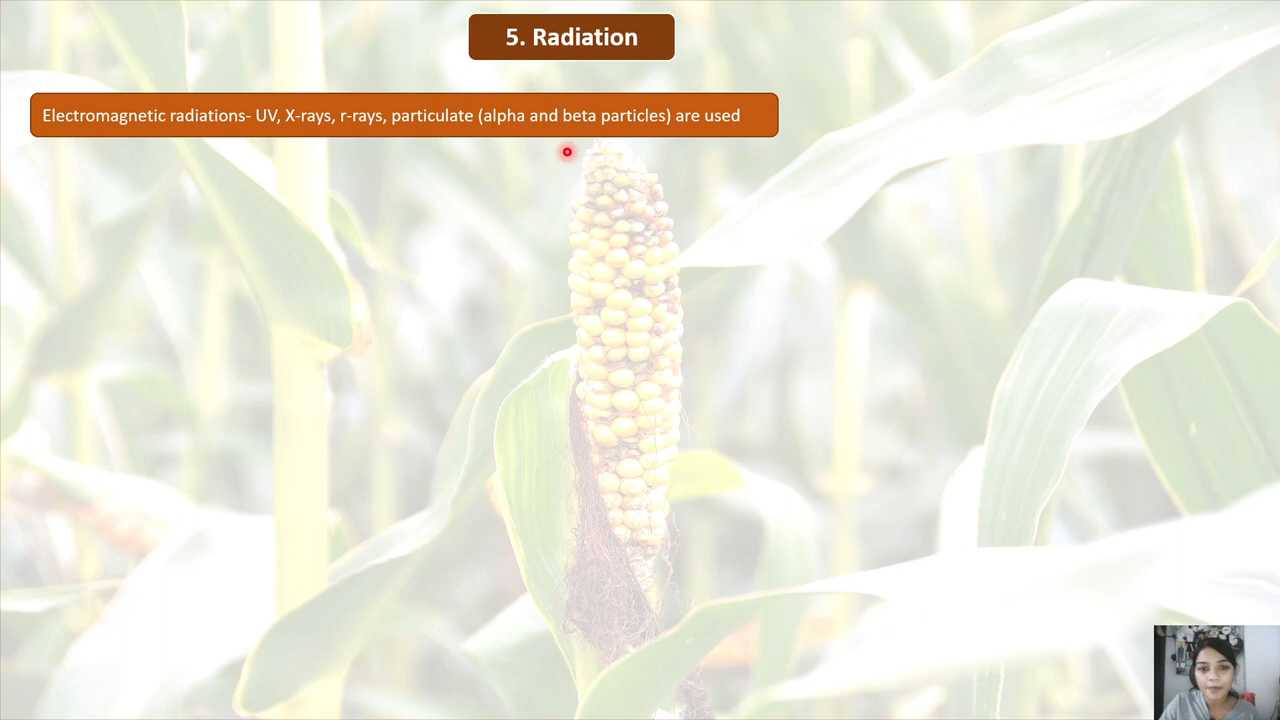 5. Radiation
Electromagnetic radiations- UV, X-rays, r-rays, particulate (alpha and beta particles) are used